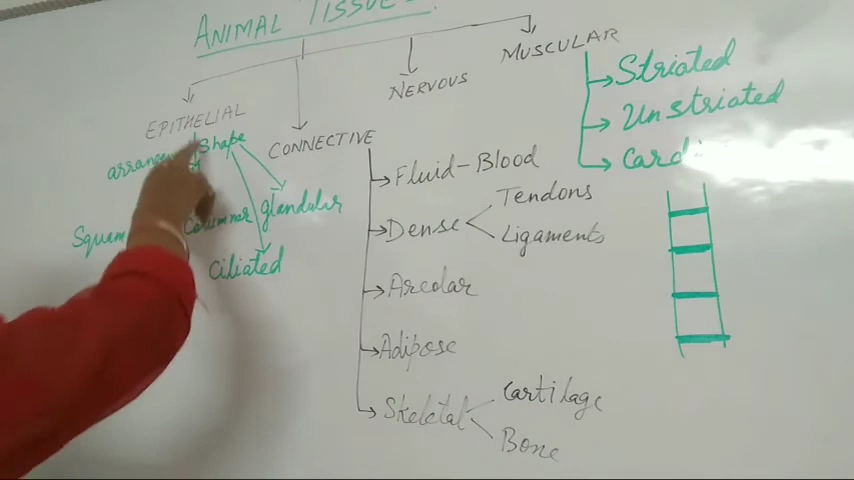 ANIMAL TISSUE
EPITHELIAL
CONNECTIVE
NERVOUS
MUSCULAR
Shape
Columnar
glandular
Ciliated
Fluid-Blood
Dense
Tendons
Ligaments
Areolar
Adipose
Skeletal
Cartilage
Bone
Striated
Unstriated